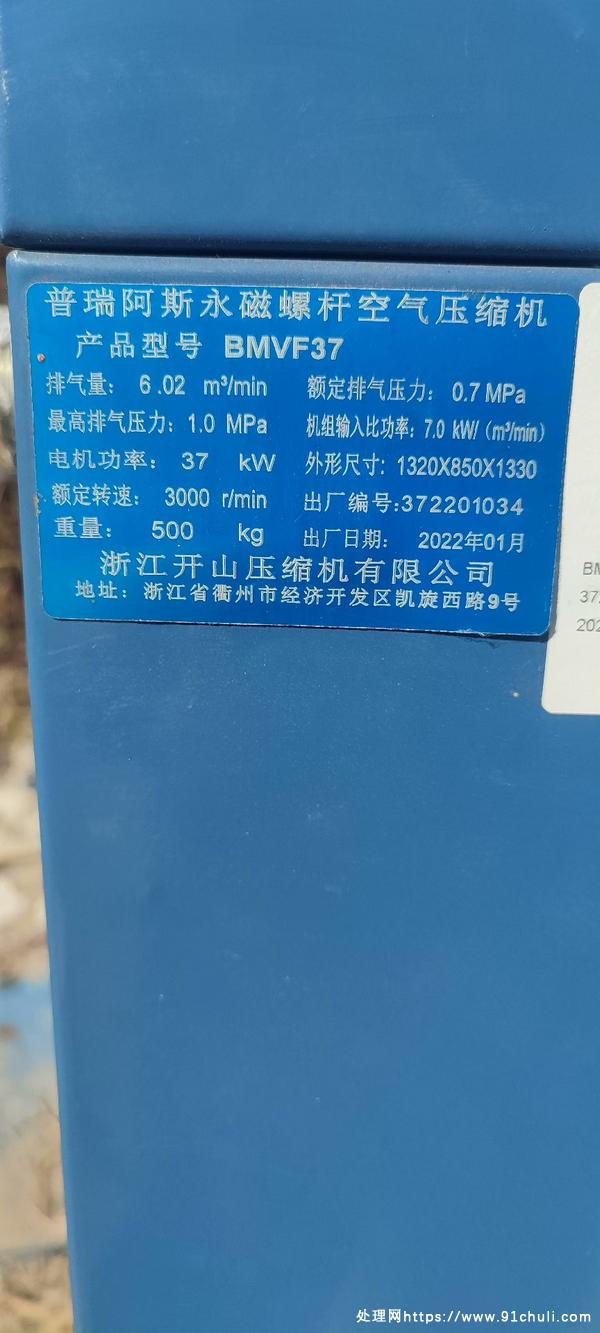 普瑞阿斯永磁螺杆空气压缩机
产品型号 BMVF37
排气量: 6.02 m³/min 额定排气压力: 0.7 MPa
最高排气压力: 1.0 MPa 机组输入比功率: 7.0 kW/(m³/min)
电机功率: 37 kW 外形尺寸: 1320X850X1330
额定转速: 3000 r/min 出厂编号:372201034
重量: 500 kg 出厂日期: 2022年01月
浙江开山压缩机有限公司
地址: 浙江省衢州市经济开发区凯旋西路9号
BM
37
202
处理网https://www.91chuli.com